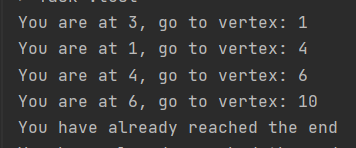 You are at 3, go to vertex: 1
You are at 1, go to vertex: 4
You are at 4, go to vertex: 6
You are at 6, go to vertex: 10
You have already reached the end